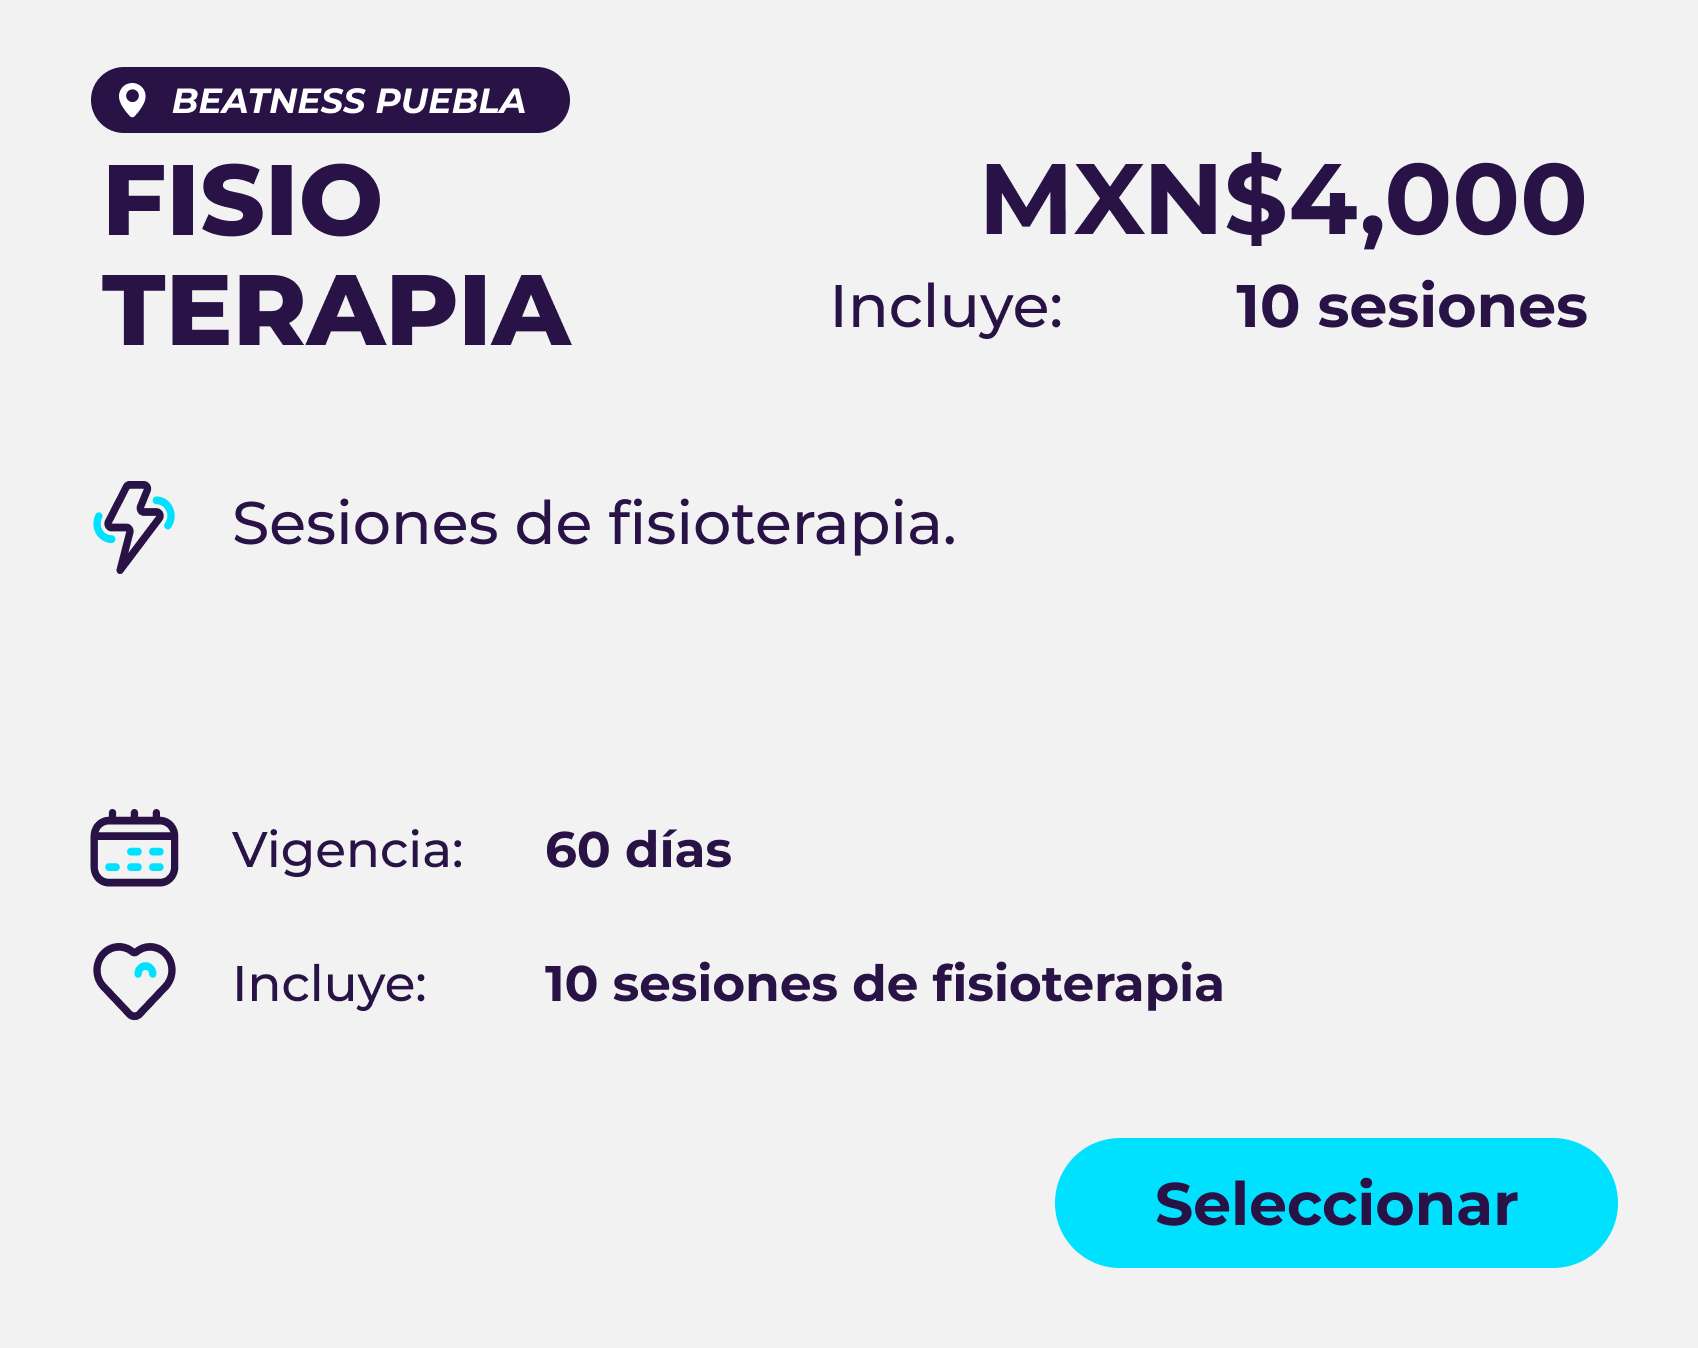 BEATNESS PUEBLA
FISIO
TERAPIA
MXN$4,000
Incluye: 10 sesiones
Sesiones de fisioterapia.
Vigencia: 60 días
Incluye: 10 sesiones de fisioterapia
Seleccionar